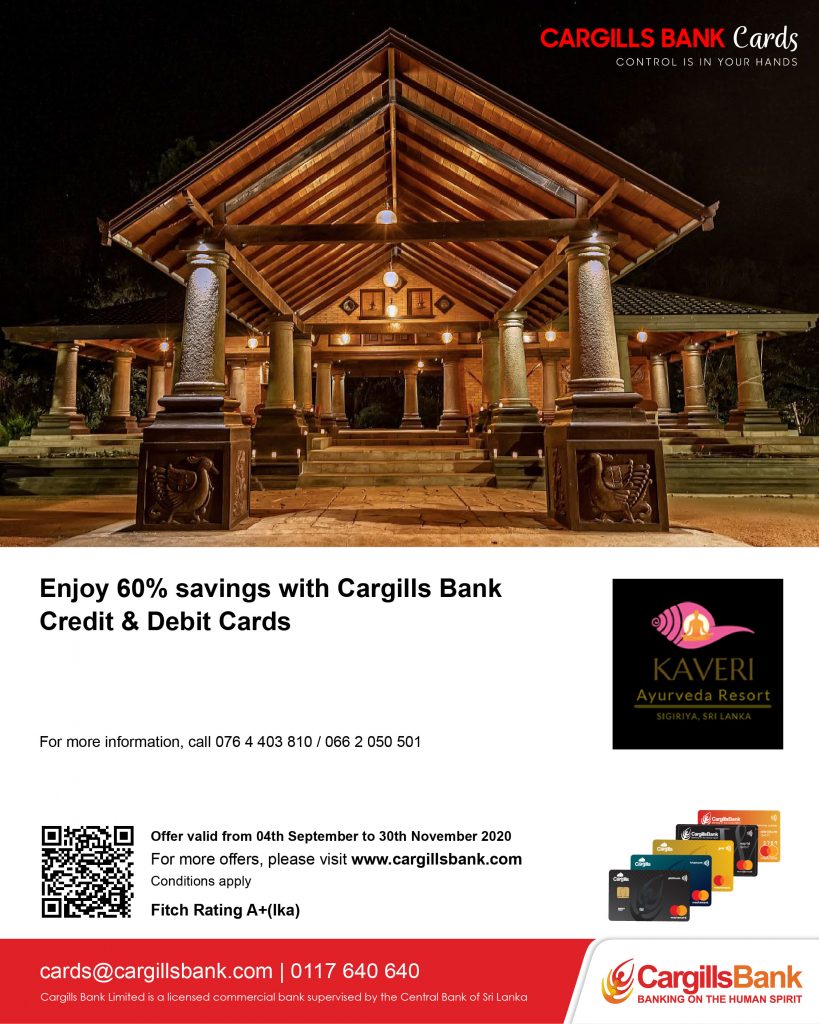 CARGILLS BANK Cards
CONTROL IS IN YOUR HANDS
Enjoy 60% savings with Cargills Bank
Credit & Debit Cards
KAVERI
Ayurveda Resort
SIGIRIYA, SRI LANKA
For more information, call 076 4 403 810 / 066 2 050 501
Offer valid from 04th September to 30th November 2020
For more offers, please visit www.cargillsbank.com
Conditions apply
Fitch Rating A+(lka)
CargillsBank
Cargills
Cargills
cards@cargillsbank.com | 0117 640 640
Cargills Bank Limited is a licensed commercial bank supervised by the Central Bank of Sri Lanka
CargillsBank
BANKING ON THE HUMAN SPIRIT